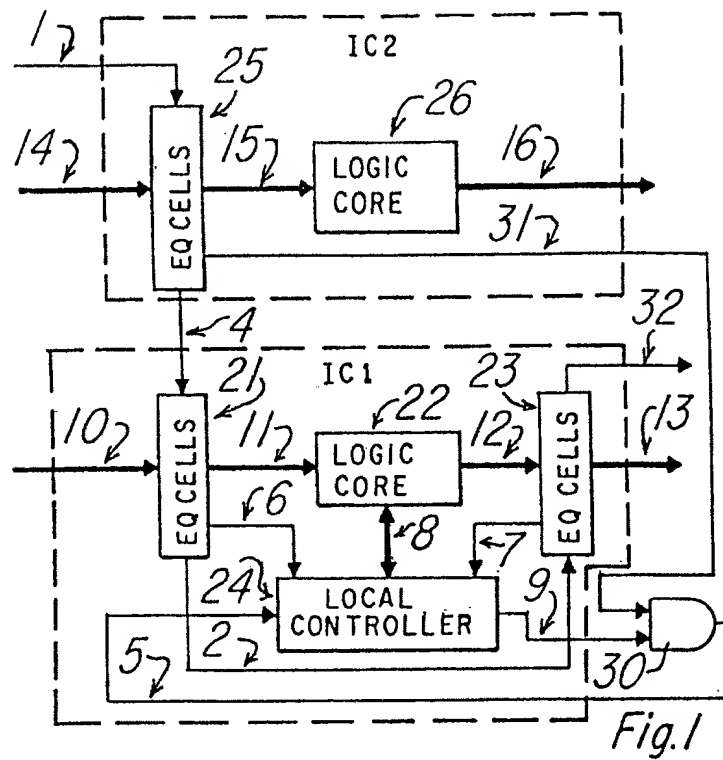 1
IC2
25
14
EQ CELLS
15
LOGIC
CORE
26
16
31
4
32
IC1
21
22
23
10
EQ CELLS
11
LOGIC
CORE
12
EQ CELLS
13
6
8
7
24
LOCAL
CONTROLLER
9
5
2
30
Fig.1